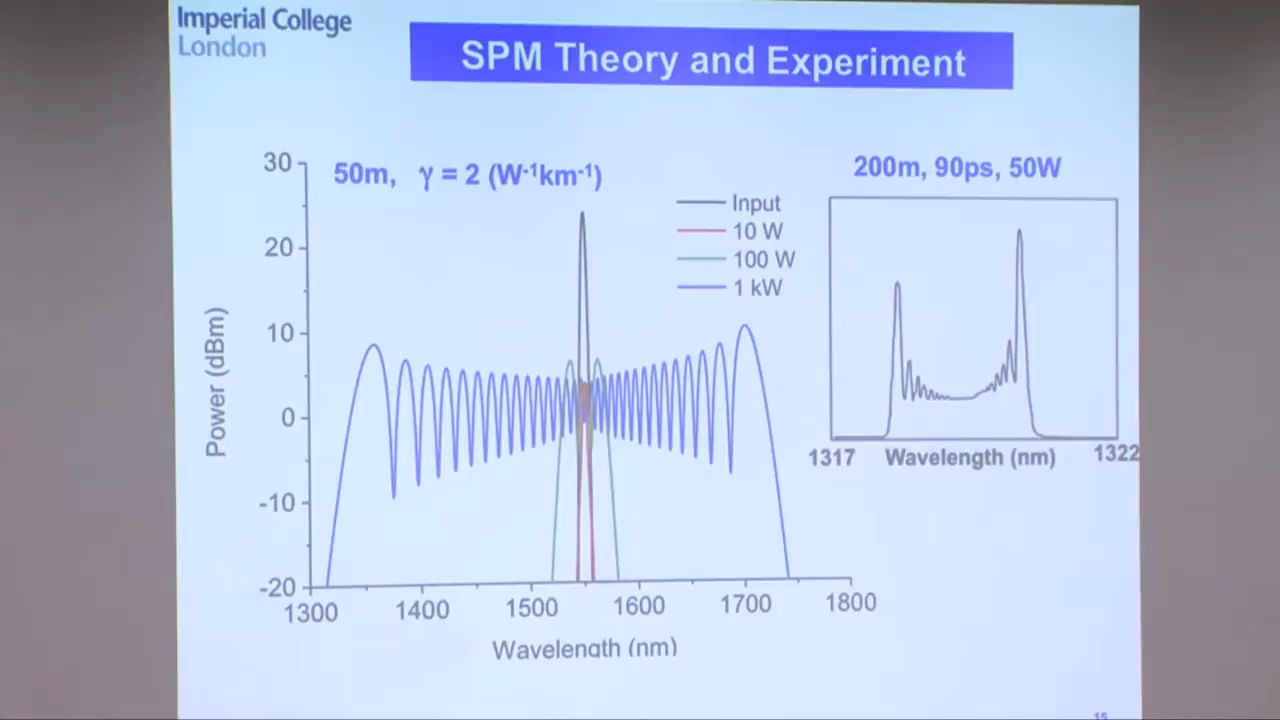 Imperial College
London
SPM Theory and Experiment
50m, γ = 2 (W-1km-1)
Input
10 W
100 W
1 kW
30
20
10
0
-10
-20
Power (dBm)
1300 1400 1500 1600 1700 1800
Wavelength (nm)
200m, 90ps, 50W
1317 Wavelength (nm) 1322
15